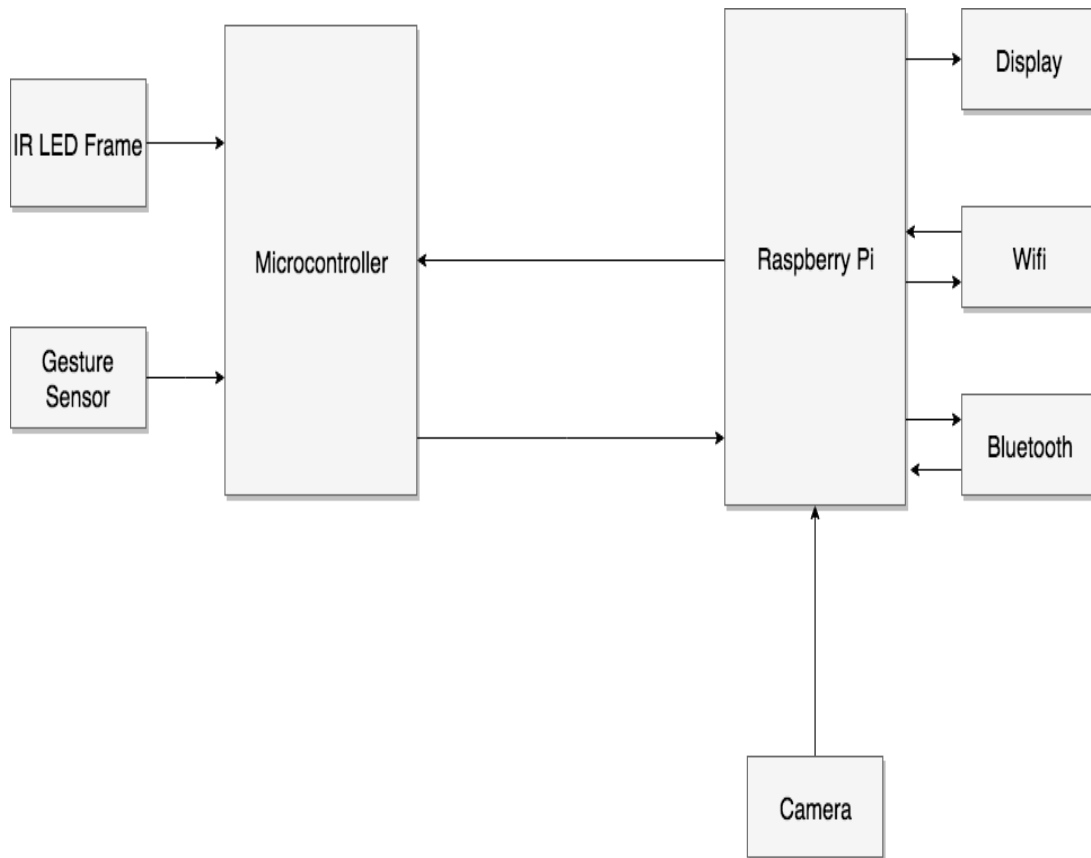 Display
IR LED Frame
Microcontroller
Raspberry Pi
Wifi
Gesture
Sensor
Bluetooth
Camera